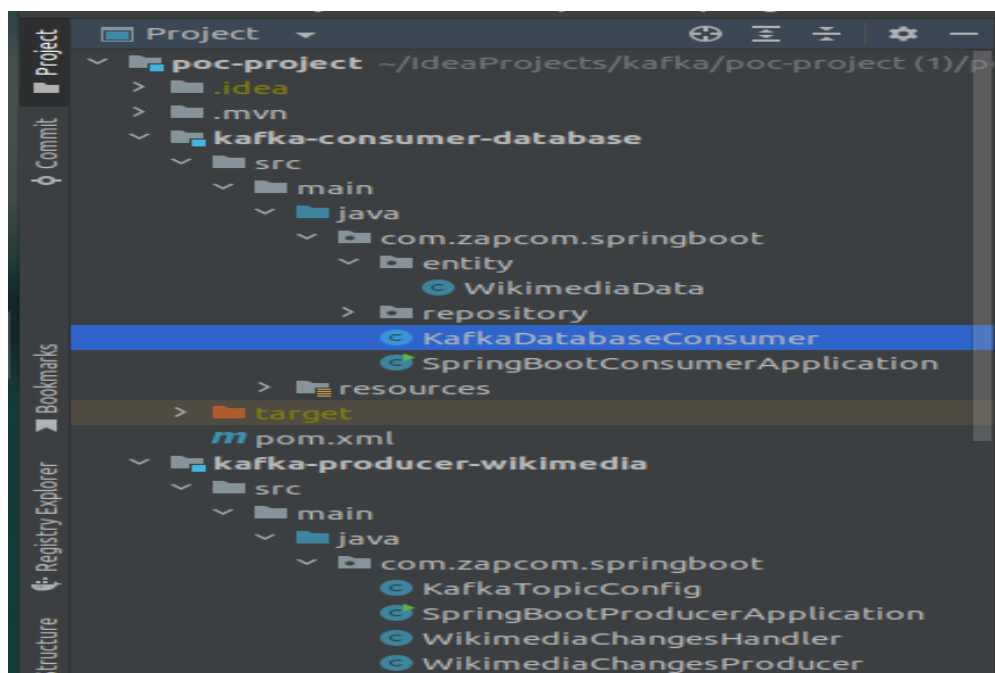 Project
poc-project ~/IdeaProjects/kafka/poc-project (1)/p
.idea
.mvn
kafka-consumer-database
src
main
java
com.zapcom.springboot
entity
WikimediaData
repository
KafkaDatabaseConsumer
SpringBootConsumerApplication
resources
target
pom.xml
kafka-producer-wikimedia
src
main
java
com.zapcom.springboot
KafkaTopicConfig
SpringBootProducerApplication
WikimediaChangesHandler
WikimediaChangesProducer
Project
Commit
Bookmarks
Registry Explorer
Structure